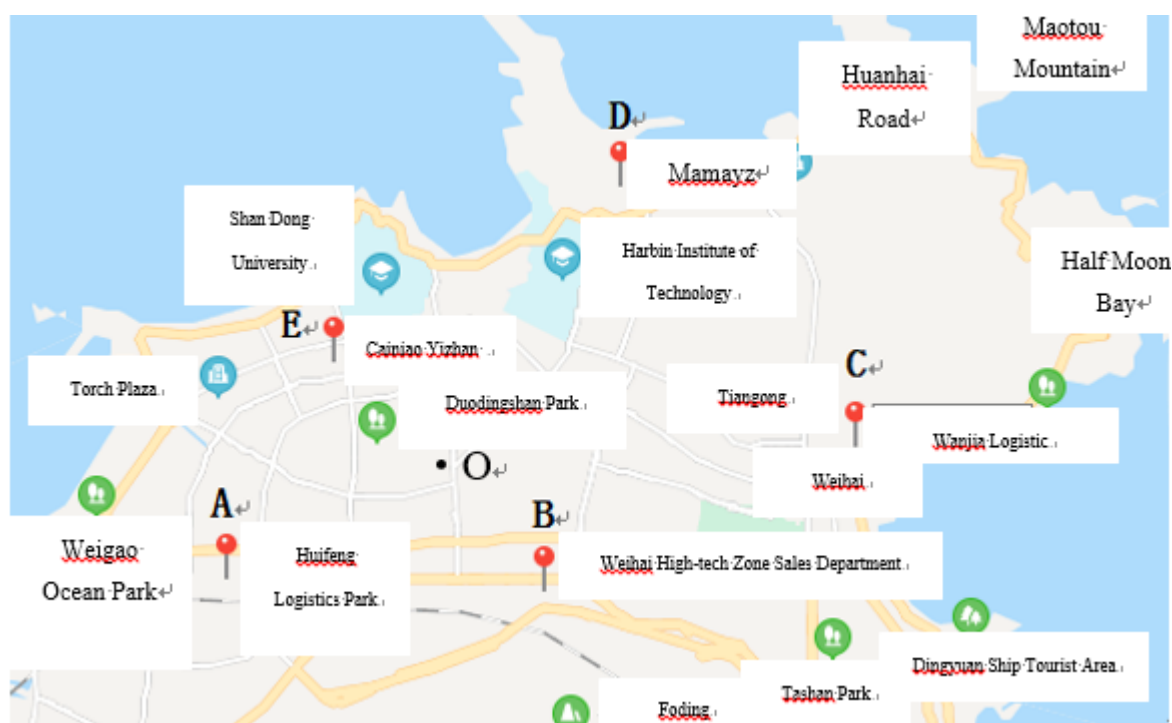 Maotou
Mountain↵
Huanhai
Road↵
D↵
Mamayz↵
Shan Dong
University
Harbin Institute of
Technology
Half Moon
Bay↵
E↵
Cainiao Yizhan
Torch Plaza
Duodingshan Park
Tiangong
C↵
Wanjia Logistic
O↵
Weihai
A↵
B↵
Weigao
Ocean Park↵
Huifeng
Logistics Park
Weihai High-tech Zone Sales Department
Dingyuan Ship Tourist Area
Tashan Park
Foding